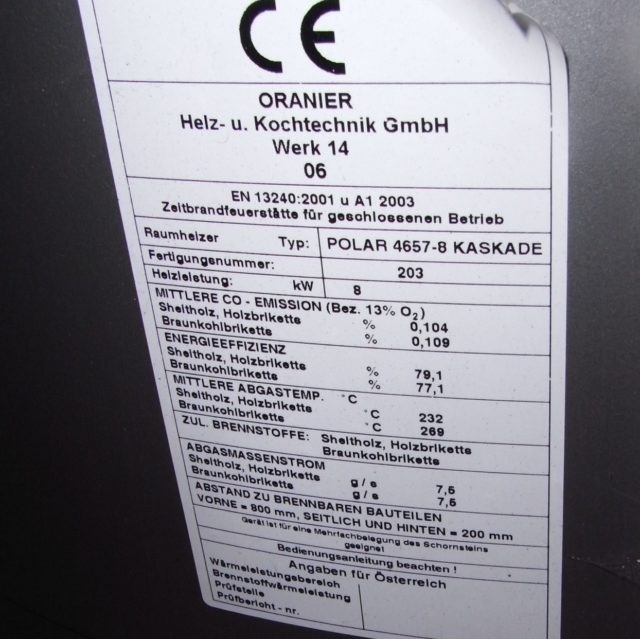 CE
ORANIER
Heiz- u. Kochtechnik GmbH
Werk 14
06
EN 13240:2001 u A1 2003
Zeitbrandfeuerstätte für geschlossenen Betrieb
Raumheizer Typ: POLAR 4657-8 KASKADE
Fertigungsnummer: 203
Heizleistung: kW 8
MITTLERE CO - EMISSION (Bez. 13% O₂)
Sheitholz, Holzbriketts % 0,104
Braunkohlbriketts % 0,109
ENERGIEEFFIZIENZ
Sheitholz, Holzbriketts % 79,1
Braunkohlbriketts % 77,1
MITTLERE ABGASTEMP. °C
Sheitholz, Holzbriketts °C 232
Braunkohlbriketts °C 269
ZUL. BRENNSTOFFE: Sheitholz, Holzbriketts
Braunkohlbriketts
ABGASMASSENSTROM
Sheitholz, Holzbriketts g / s 7,5
Braunkohlbriketts g / s 7,5
ABSTAND ZU BRENNBAREN BAUTEILEN
VORNE = 800 mm, SEITLICH UND HINTEN = 200 mm
Gerät ist für eine Mehrfachbelegung des Schornsteins
geeignet
Bedienungsanleitung beachten !
Angaben für Österreich
Wärmeleistungsbereich
Brennstoffwärmeleistung
Prüfstelle
Prüfbericht - nr.